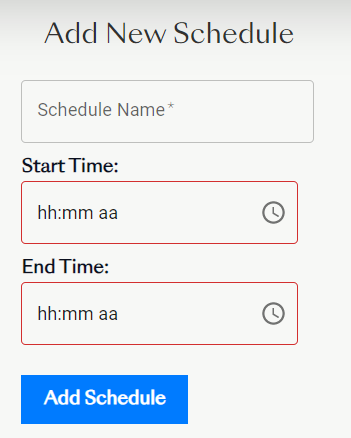 Add New Schedule
Schedule Name*
Start Time:
hh:mm aa
End Time:
hh:mm aa
Add Schedule